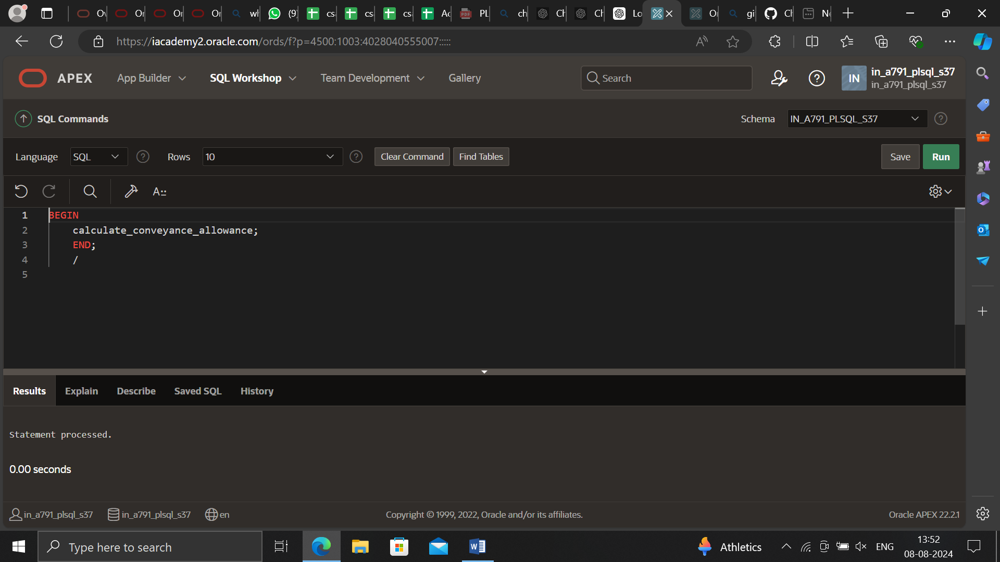 Ov
Or
Or
Or
wh
(9)
cs
cs
cs
Ac
PL
ch
Ch
Ch
Lo
Or
gi
Ch
Ne
https://iacademy2.oracle.com/ords/f?p=4500:1003:4028040555007:::::
APEX
App Builder
SQL Workshop
Team Development
Gallery
Search
IN
in_a791_plsql_s37
in_a791_plsql_s37
SQL Commands
Schema
IN_A791_PLSQL_S37
Language
SQL
Rows
10
Clear Command
Find Tables
Save
Run
1 BEGIN
2 calculate_conveyance_allowance;
3 END;
4 /
5
Results
Explain
Describe
Saved SQL
History
Statement processed.
0.00 seconds
in_a791_plsql_s37
in_a791_plsql_s37
en
Copyright © 1999, 2022, Oracle and/or its affiliates.
Oracle APEX 22.2.1
Type here to search
Athletics
ENG
13:52
08-08-2024